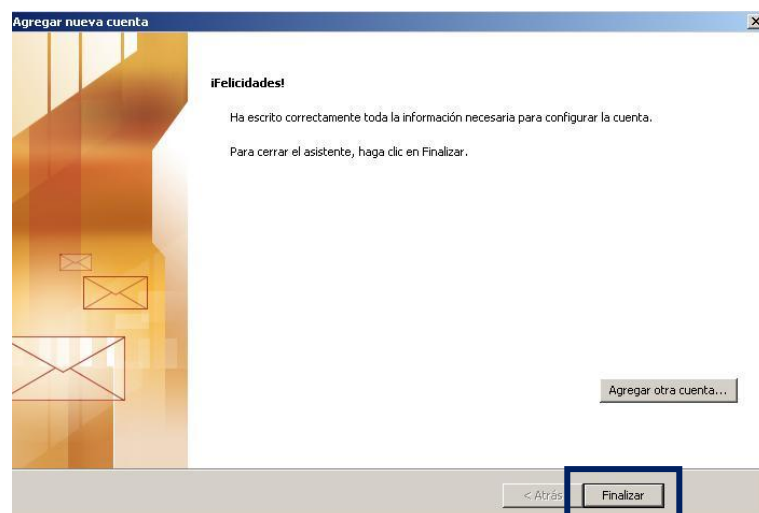 Agregar nueva cuenta
¡Felicidades!
Ha escrito correctamente toda la información necesaria para configurar la cuenta.
Para cerrar el asistente, haga clic en Finalizar.
Agregar otra cuenta...
< Atrás
Finalizar